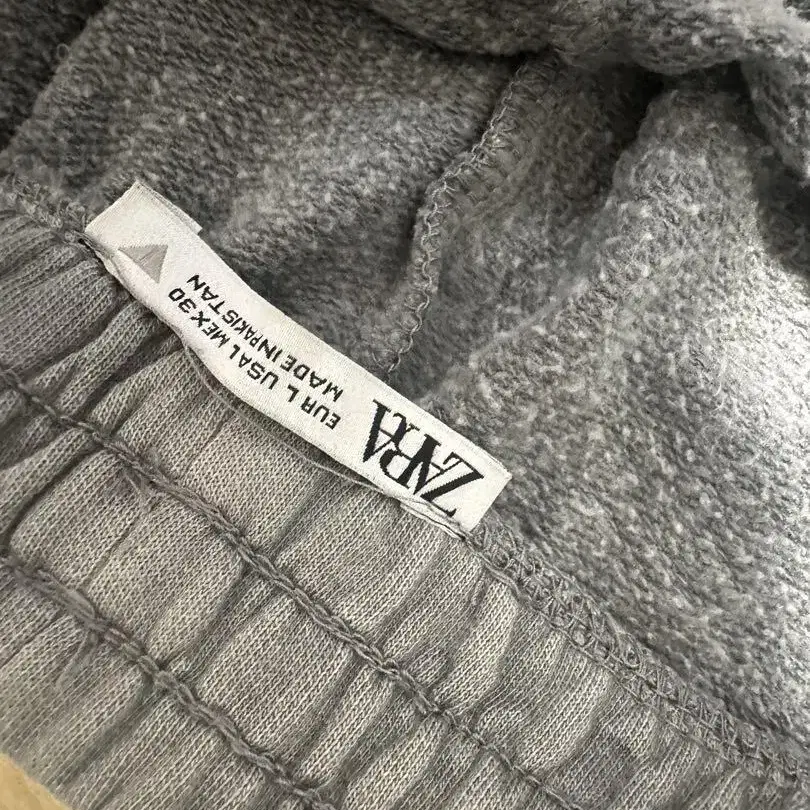 ZARA
EUR L USA L MEX 30
MADE IN PAKISTAN